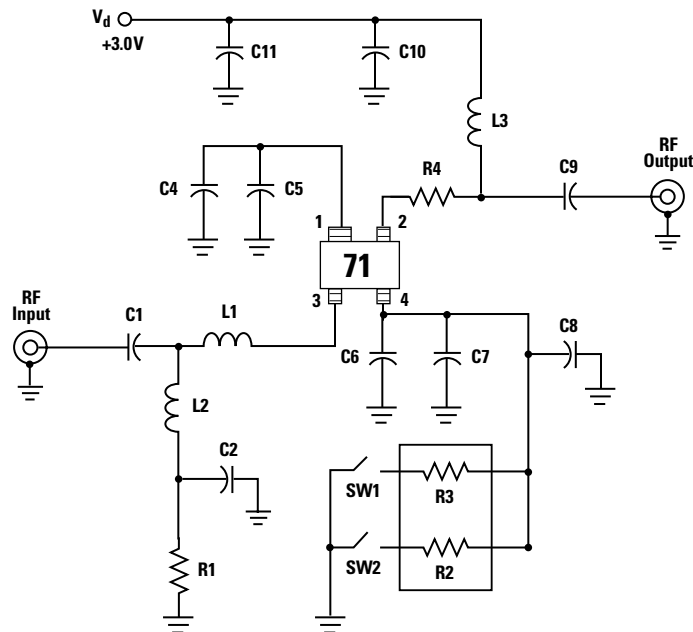 Vd
+3.0V
C11
C10
L3
RF
Output
R4
C9
C4
C5
1
2
71
3
4
RF
Input
C1
L1
C6
C7
C8
L2
C2
SW1
R3
R1
SW2
R2